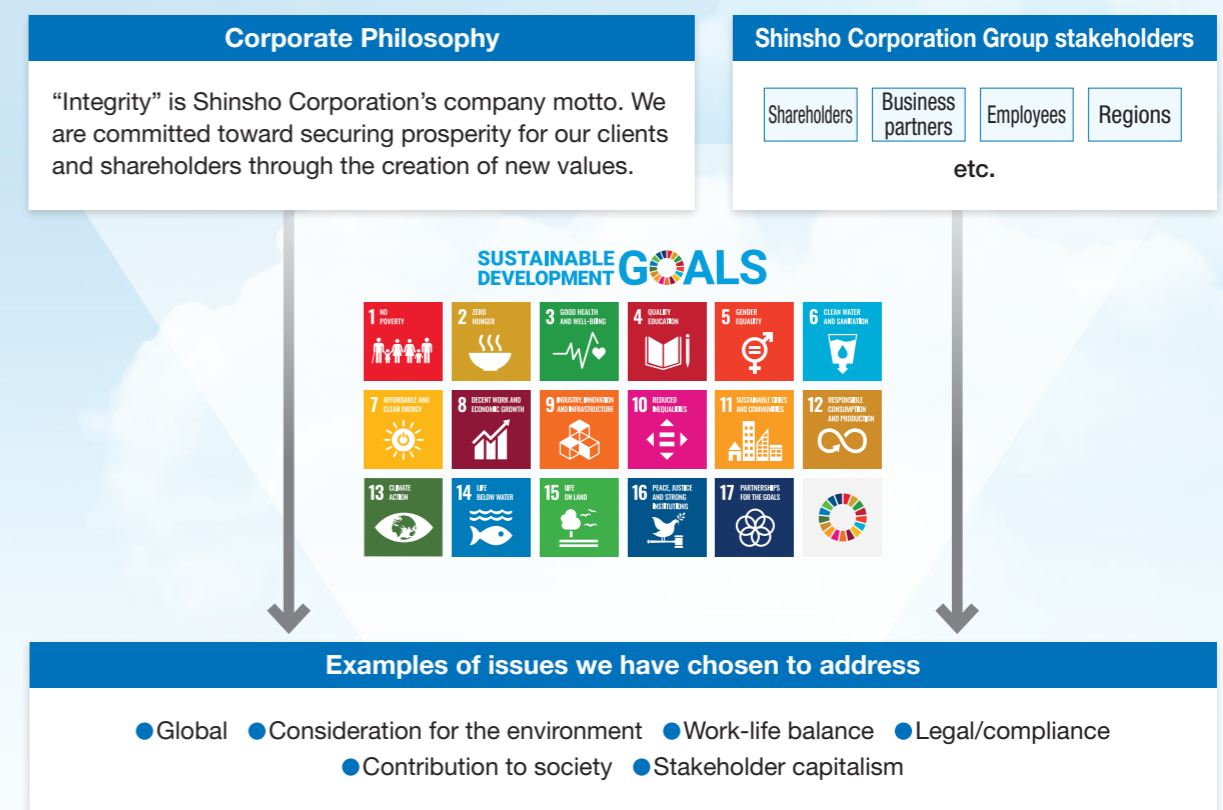 Corporate Philosophy
“Integrity” is Shinsho Corporation’s company motto. We
are committed toward securing prosperity for our clients
and shareholders through the creation of new values.
Shinsho Corporation Group stakeholders
Shareholders
Business
partners
Employees
Regions
etc.
SUSTAINABLE
DEVELOPMENT
GOALS
1 NO
POVERTY
2 ZERO
HUNGER
3 GOOD HEALTH
AND WELL-BEING
4 QUALITY
EDUCATION
5 GENDER
EQUALITY
6 CLEAN WATER
AND SANITATION
7 AFFORDABLE AND
CLEAN ENERGY
8 DECENT WORK AND
ECONOMIC GROWTH
9 INDUSTRY, INNOVATION
AND INFRASTRUCTURE
10 REDUCED
INEQUALITIES
11 SUSTAINABLE CITIES
AND COMMUNITIES
12 RESPONSIBLE
CONSUMPTION
AND PRODUCTION
13 CLIMATE
ACTION
14 LIFE
BELOW WATER
15 LIFE
ON LAND
16 PEACE, JUSTICE
AND STRONG
INSTITUTIONS
17 PARTNERSHIPS
FOR THE GOALS
Examples of issues we have chosen to address
●Global ●Consideration for the environment ●Work-life balance ●Legal/compliance
●Contribution to society ●Stakeholder capitalism